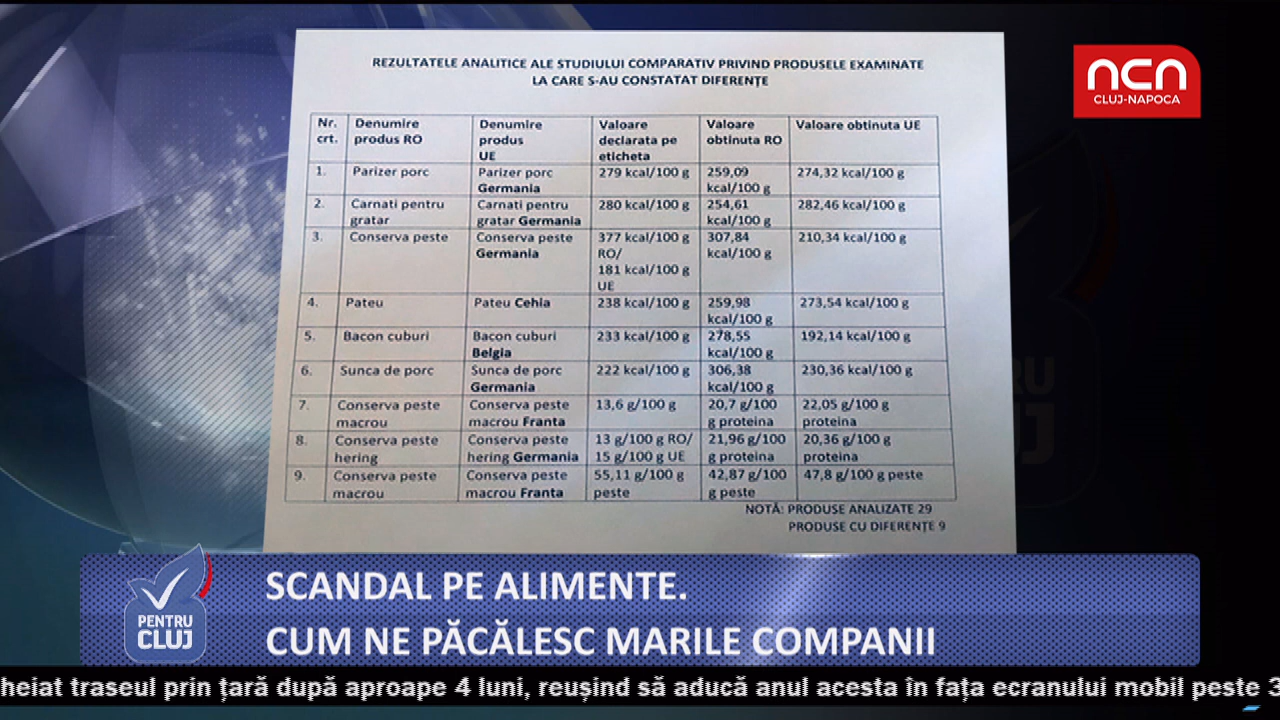 REZULTATELE ANALITICE ALE STUDIULUI COMPARATIV PRIVIND PRODUSELE EXAMINATE
LA CARE S-AU CONSTATAT DIFERENȚE
ncn
CLUJ-NAPOCA
Nr. crt. Denumire produs RO Denumire produs UE Valoare declarata pe eticheta Valoare obtinuta RO Valoare obtinuta UE
1. Parizer porc Parizer porc Germania 279 kcal/100 g 259,09 kcal/100 g 274,32 kcal/100 g
2. Carnati pentru gratar Carnati pentru gratar Germania 280 kcal/100 g 254,61 kcal/100 g 282,46 kcal/100 g
3. Conserva peste Conserva peste Germania 377 kcal/100 g RO/ 181 kcal/100 g UE 307,84 kcal/100 g 210,34 kcal/100 g
4. Pateu Pateu Cehia 238 kcal/100 g 259,98 kcal/100 g 273,54 kcal/100 g
5. Bacon cuburi Bacon cuburi Belgia 233 kcal/100 g 278,55 kcal/100 g 192,14 kcal/100 g
6. Sunca de porc Sunca de porc Germania 222 kcal/100 g 306,38 kcal/100 g 230,36 kcal/100 g
7. Conserva peste macrou Conserva peste macrou Franta 13,6 g/100 g 20,7 g/100 g proteina 22,05 g/100 g proteina
8. Conserva peste hering Conserva peste hering Germania 13 g/100 g RO/ 15 g/100 g UE 21,96 g/100 g proteina 20,36 g/100 g proteina
9. Conserva peste macrou Conserva peste macrou Franta 55,11 g/100 g peste 42,87 g/100 g peste 47,8 g/100 g peste
NOTĂ: PRODUSE ANALIZATE 29
PRODUSE CU DIFERENȚE 9
PENTRU
CLUJ
SCANDAL PE ALIMENTE.
CUM NE PĂCĂLESC MARILE COMPANII
heiat traseul prin țară după aproape 4 luni, reușind să aducă anul acesta în fața ecranului mobil peste 3